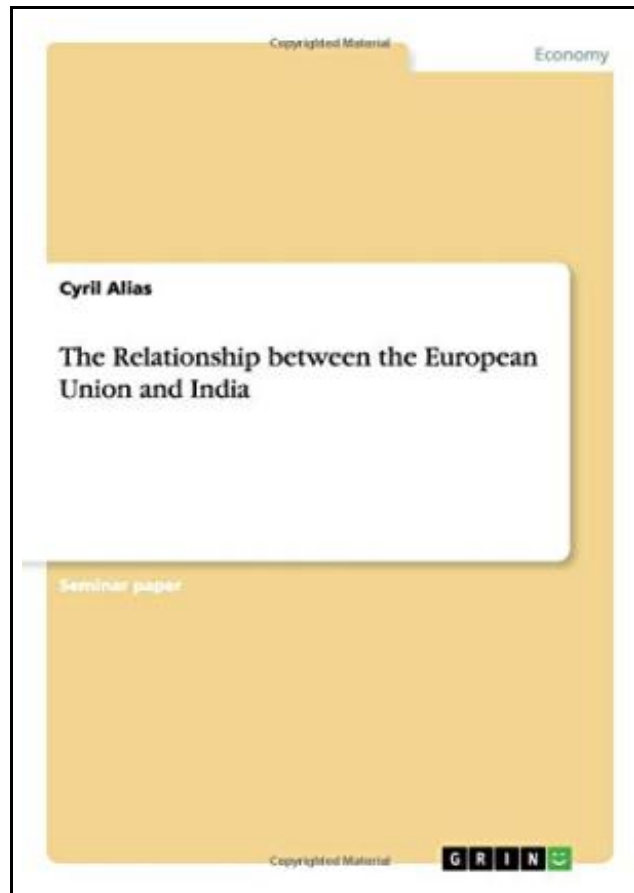 Copyrighted Material
Economy
Cyril Alias
The Relationship between the European
Union and India
Seminar paper
Copyrighted Material
GRIN